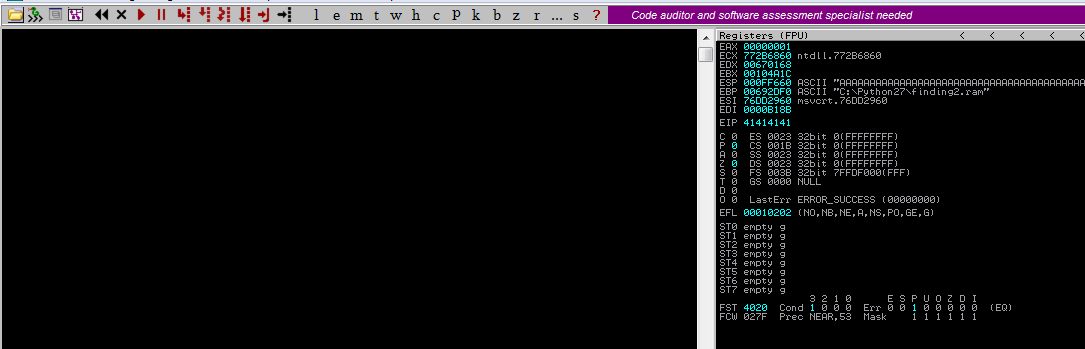 l e m t w h c P k b z r ... s ?
Code auditor and software assessment specialist needed
Registers (FPU) < < < < <
EAX 00000001
ECX 772B6860 ntdll.772B6860
EDX 00670168
EBX 00104A1C
ESP 000FF660 ASCII "AAAAAAAAAAAAAAAAAAAAAAAAAAAAAAAAAAAAAAAAA
EBP 00692DF0 ASCII "C:\Python27\finding2.ram"
ESI 76DD2960 msvcrt.76DD2960
EDI 0000B18B
EIP 41414141
C 0 ES 0023 32bit 0(FFFFFFFF)
P 0 CS 001B 32bit 0(FFFFFFFF)
A 0 SS 0023 32bit 0(FFFFFFFF)
Z 0 DS 0023 32bit 0(FFFFFFFF)
S 0 FS 003B 32bit 7FFDF000(FFF)
T 0 GS 0000 NULL
D 0
O 0 LastErr ERROR_SUCCESS (00000000)
EFL 00010202 (NO,NB,NE,A,NS,PO,GE,G)
ST0 empty g
ST1 empty g
ST2 empty g
ST3 empty g
ST4 empty g
ST5 empty g
ST6 empty g
ST7 empty g
3 2 1 0 E S P U O Z D I
FST 4020 Cond 1 0 0 0 Err 0 0 1 0 0 0 0 0 (EQ)
FCW 027F Prec NEAR,53 Mask 1 1 1 1 1 1